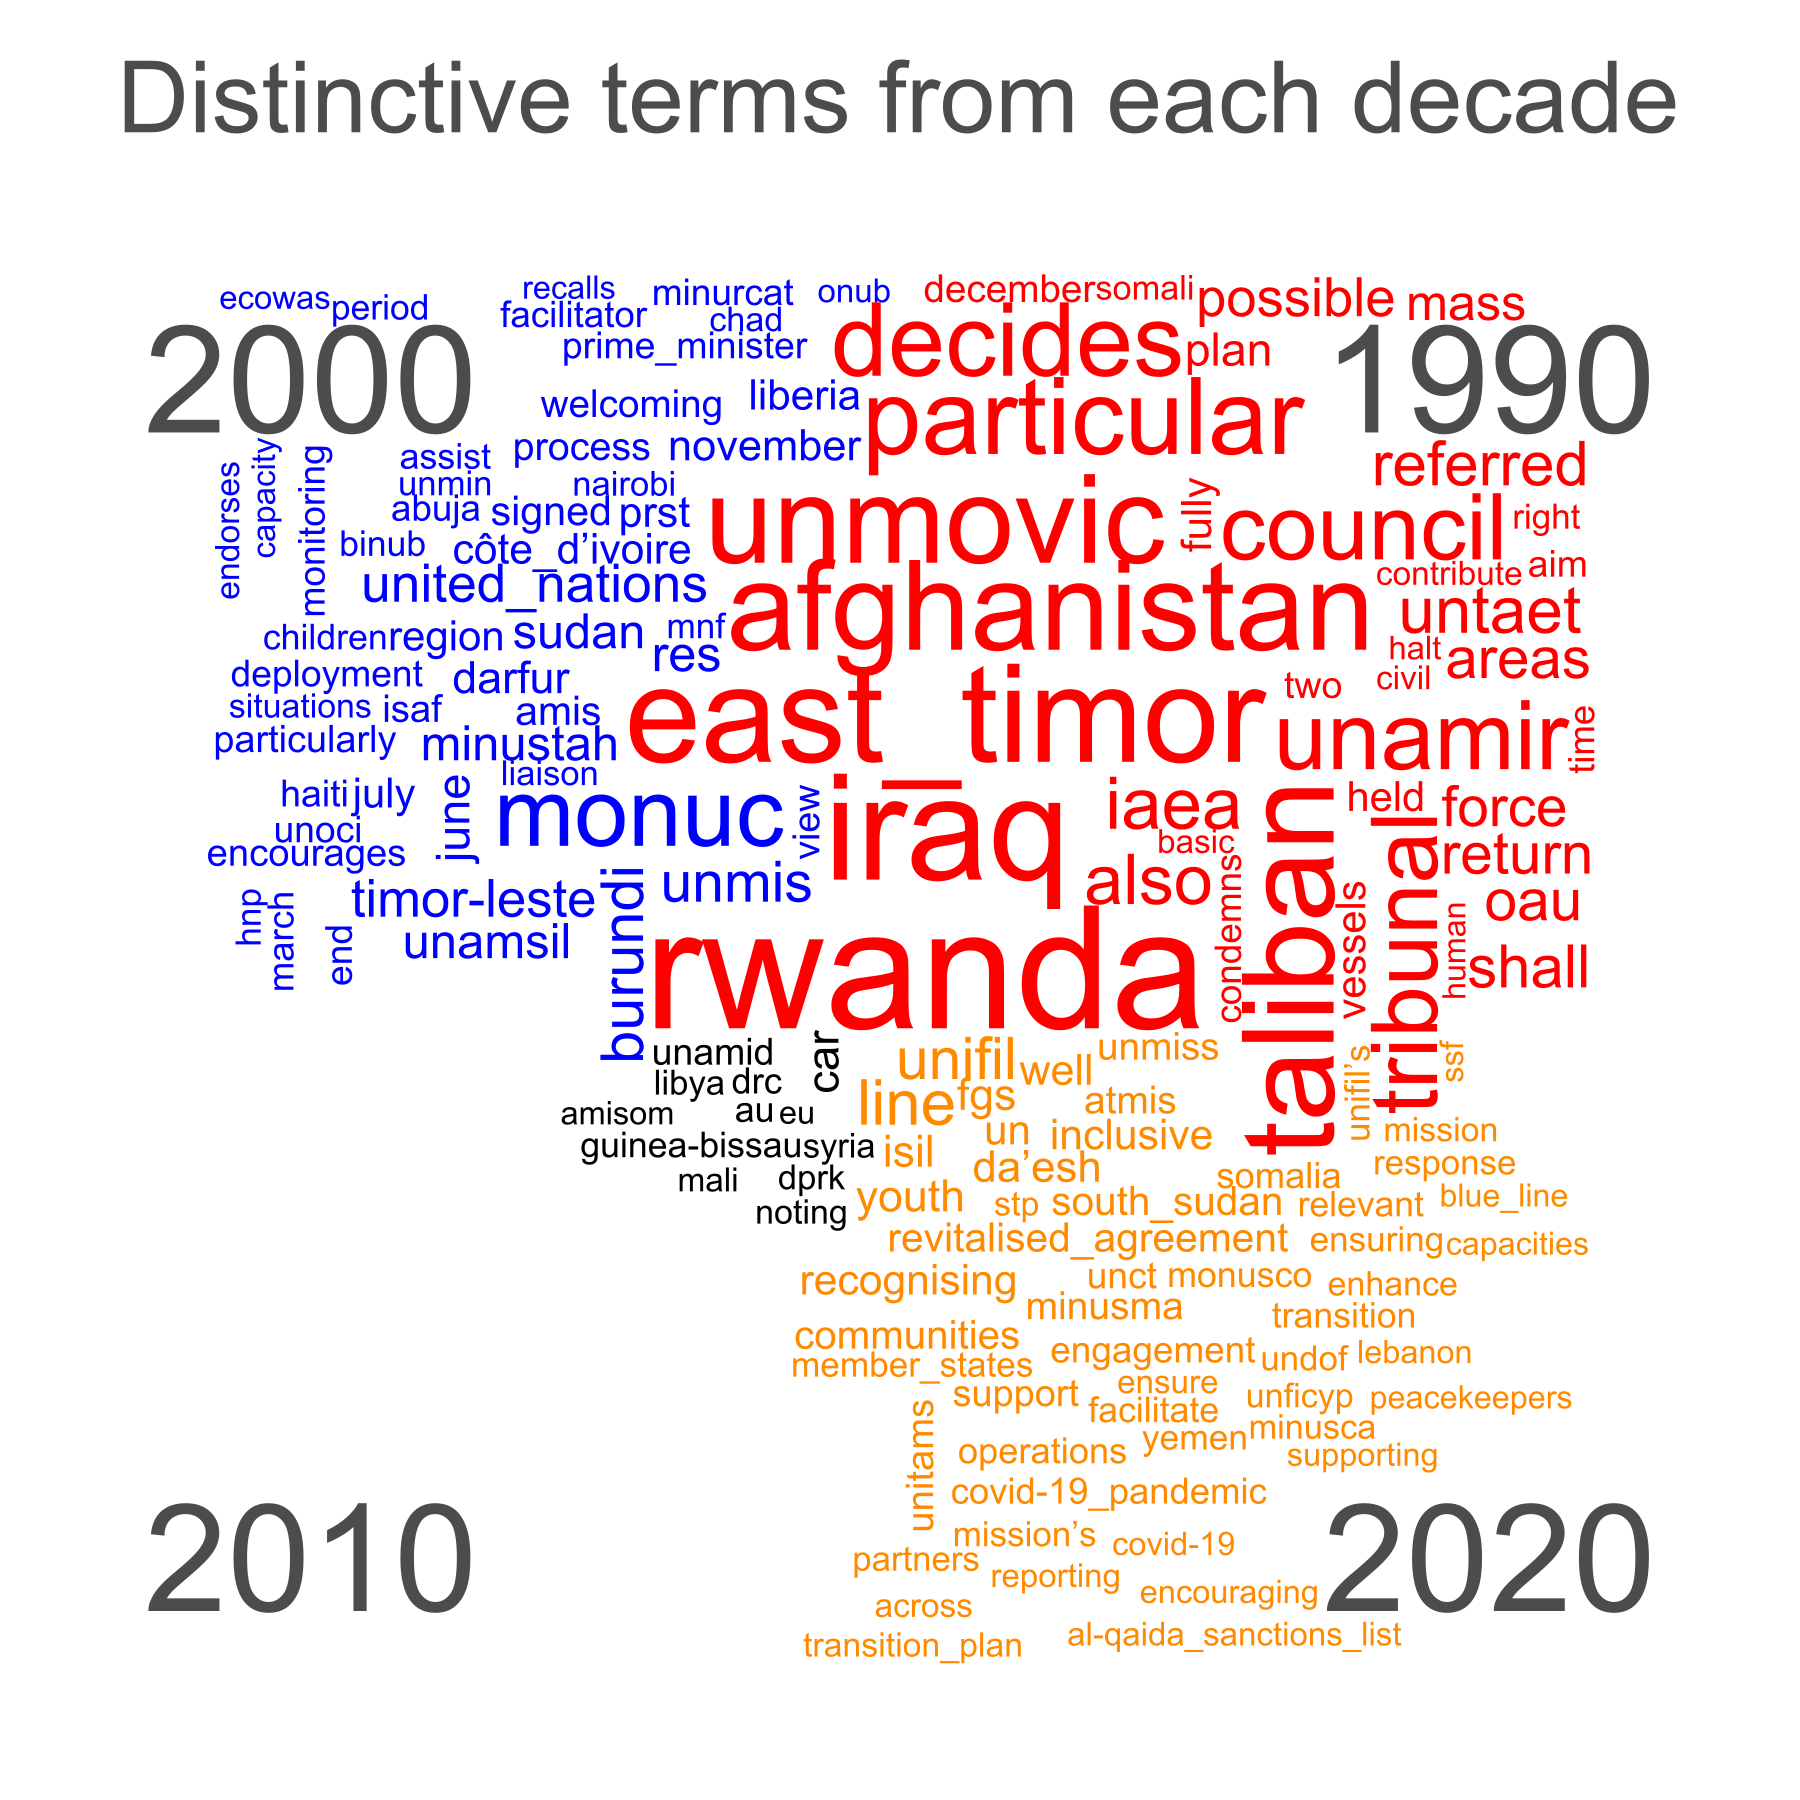 Distinctive terms from each decade
ecowas period recalls minurcat onub december somali possible mass
facilitator chad decides plan
prime_minister
2000 1990
welcoming liberia particular
process november referred
assist
unmin nairobi
abuja signed prst unmovic fully council right
endorses capacity monitoring
binub côte_d’ivoire contribute aim
united_nations afghanistan untaet
children region sudan mnf halt areas
res
deployment darfur two civil
situations isaf amis east_timor unamir time
particularly minustah
liaison
haiti july june monuc view iraq iaea taliban held force
unoci basic tribunal
encourages return
timor-leste unmis also condemns vessels oau
hnp march end unamsil burundi rwanda human shall
unamid car unifil well unmiss unifil’s ssf
libya drc line fgs atmis
amisom au eu
un inclusive mission
guinea-bissau syria isil da’esh response
mali dprk somalia
youth stp south_sudan relevant blue_line
noting
revitalised_agreement ensuring capacities
recognising unct monusco enhance
minusma transition
communities
member_states engagement undof lebanon
support ensure unficyp peacekeepers
facilitate minusca
unitams operations yemen supporting
covid-19_pandemic
2010 2020
mission’s covid-19
partners reporting
across encouraging
transition_plan al-qaida_sanctions_list